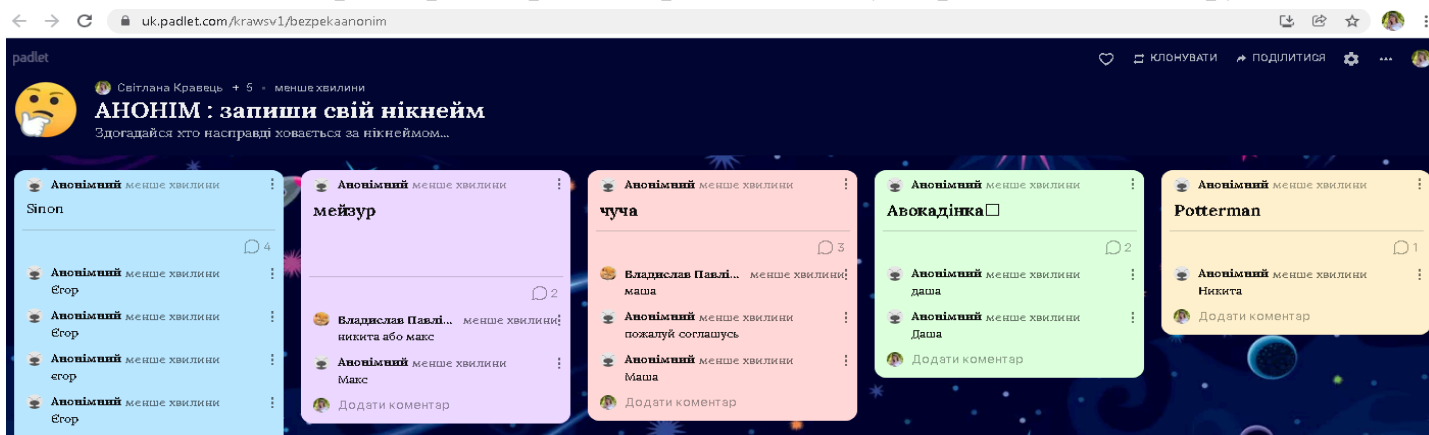 uk.padlet.com/krawsv1/bezpekaanonim
padlet
КЛОНУВАТИ
ПОДІЛИТИСЯ
Світлана Кравець + 5 • менше хвилини
АНОНІМ : запиши свій нікнейм
Здогадайся хто насправді ховається за нікнеймом...
Анонімний менше хвилини
Sinon
4
Анонімний менше хвилини
Єгор
Анонімний менше хвилини
Єгор
Анонімний менше хвилини
єгор
Анонімний менше хвилини
Єгор
Анонімний менше хвилини
мейзур
2
Владислав Павлі... менше хвилини
никита або макс
Анонімний менше хвилини
Макс
Додати коментар
Анонімний менше хвилини
чуча
3
Владислав Павлі... менше хвилини
маша
Анонімний менше хвилини
пожалуй соглашусь
Анонімний менше хвилини
Маша
Додати коментар
Анонімний менше хвилини
Авокадінка□
2
Анонімний менше хвилини
даша
Анонімний менше хвилини
Даша
Додати коментар
Анонімний менше хвилини
Potterman
1
Анонімний менше хвилини
Никита
Додати коментар